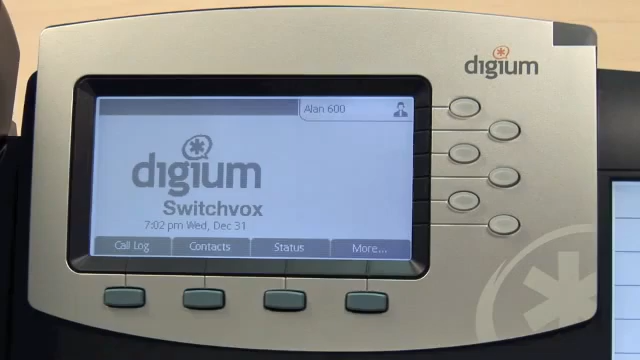 digium
Alan 600
digium
Switchvox
7:02 pm Wed, Dec 31
Call Log Contacts Status More...